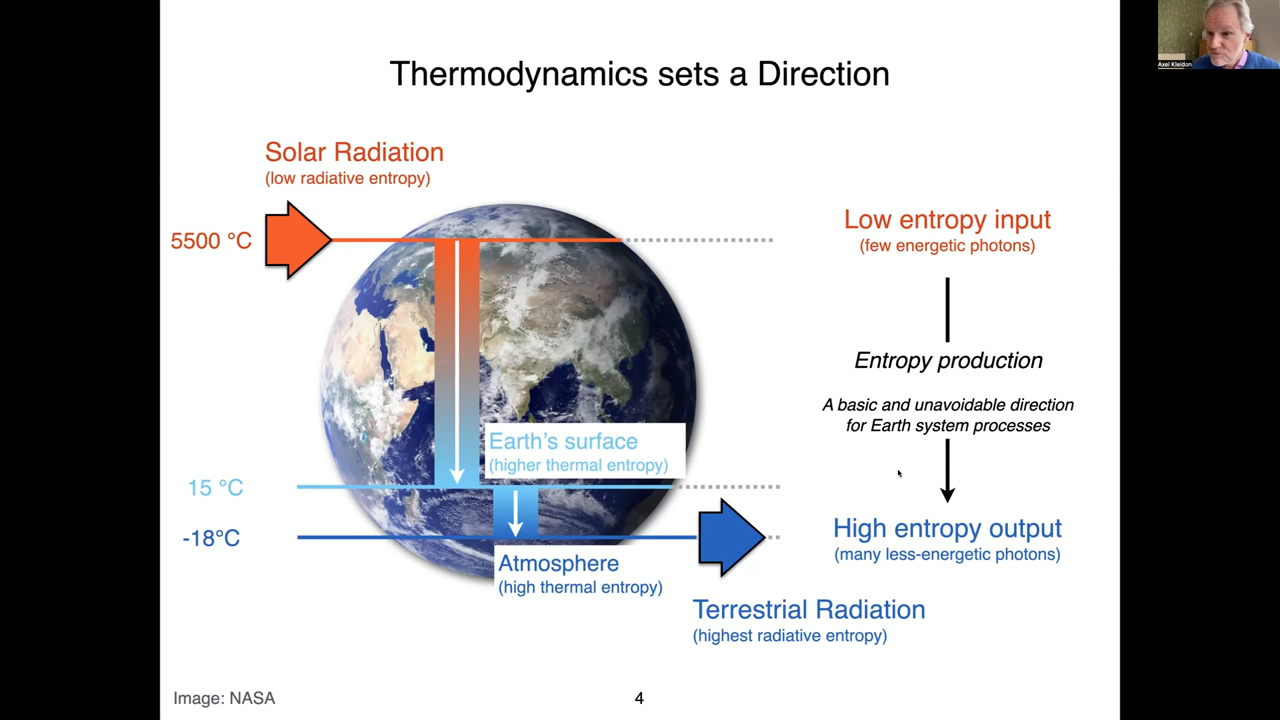 Axel Kleidon
Thermodynamics sets a Direction
Solar Radiation
(low radiative entropy)
5500 °C
Low entropy input
(few energetic photons)
Entropy production
A basic and unavoidable direction
for Earth system processes
Earth's surface
(higher thermal entropy)
15 °C
-18°C
High entropy output
(many less-energetic photons)
Atmosphere
(high thermal entropy)
Terrestrial Radiation
(highest radiative entropy)
Image: NASA
4